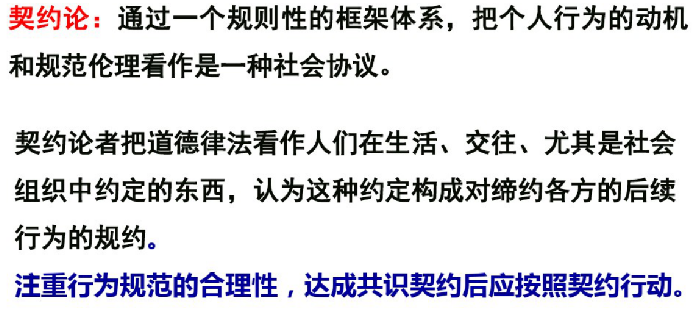 契约论：通过一个规则性的框架体系，把个人行为的动机
和规范伦理看作是一种社会协议。
契约论者把道德律法看作人们在生活、交往、尤其是社会
组织中约定的东西，认为这种约定构成对缔约各方的后续
行为的规约。
注重行为规范的合理性，达成共识契约后应按照契约行动。